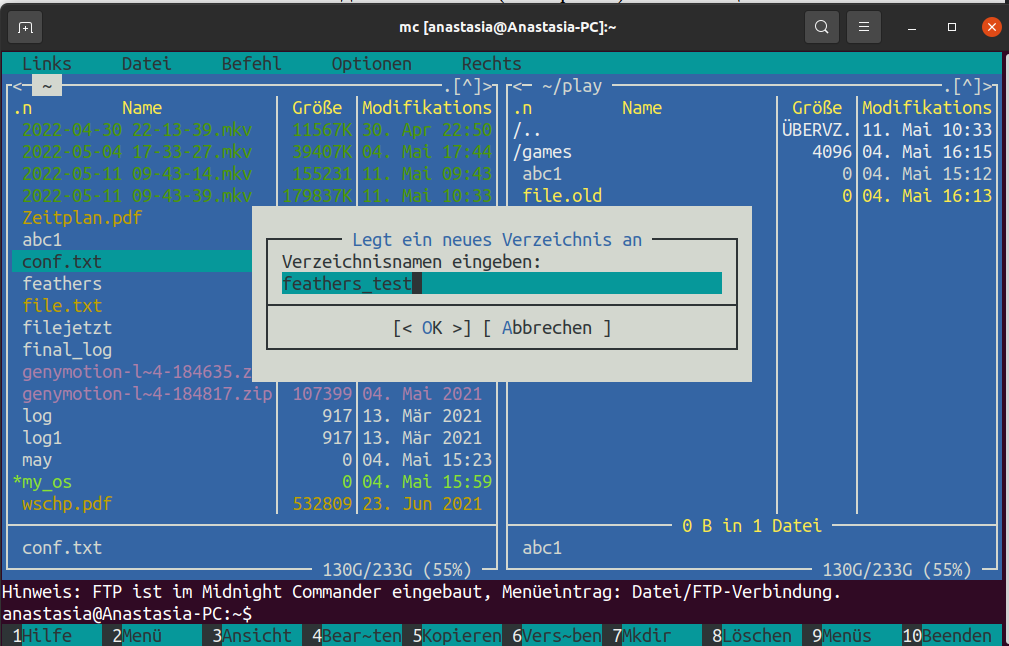 mc [anastasia@Anastasia-PC]:~
Links Datei Befehl Optionen Rechts
<─ ~ .[^]> <─ ~/play .[^]>
.n Name Größe Modifikations .n Name Größe Modifikations
2022-04-30 22-13-39.mkv 11567K 30. Apr 22:50 /.. ÜBERVZ. 11. Mai 10:33
2022-05-04 17-33-27.mkv 39407K 04. Mai 17:44 /games 4096 04. Mai 16:15
2022-05-11 09-43-14.mkv 155231 11. Mai 09:43 abc1 0 04. Mai 15:12
2022-05-11 09-43-39.mkv 179837K 11. Mai 10:33 file.old 0 04. Mai 16:13
Zeitplan.pdf
abc1
conf.txt
feathers
file.txt
filejetzt
final_log
genymotion-l~4-184635.z
genymotion-l~4-184817.zip 107399 04. Mai 2021
log 917 13. Mär 2021
log1 917 13. Mär 2021
may 0 04. Mai 15:23
*my_os 0 04. Mai 15:59
wschp.pdf 532809 23. Jun 2021
Legt ein neues Verzeichnis an
Verzeichnisnamen eingeben:
feathers_test
[< OK >] [ Abbrechen ]
0 B in 1 Datei
conf.txt abc1
130G/233G (55%) 130G/233G (55%)
Hinweis: FTP ist im Midnight Commander eingebaut, Menüeintrag: Datei/FTP-Verbindung.
anastasia@Anastasia-PC:~$
1Hilfe 2Menü 3Ansicht 4Bear~ten 5Kopieren 6Vers~ben 7Mkdir 8Löschen 9Menüs 10Beenden